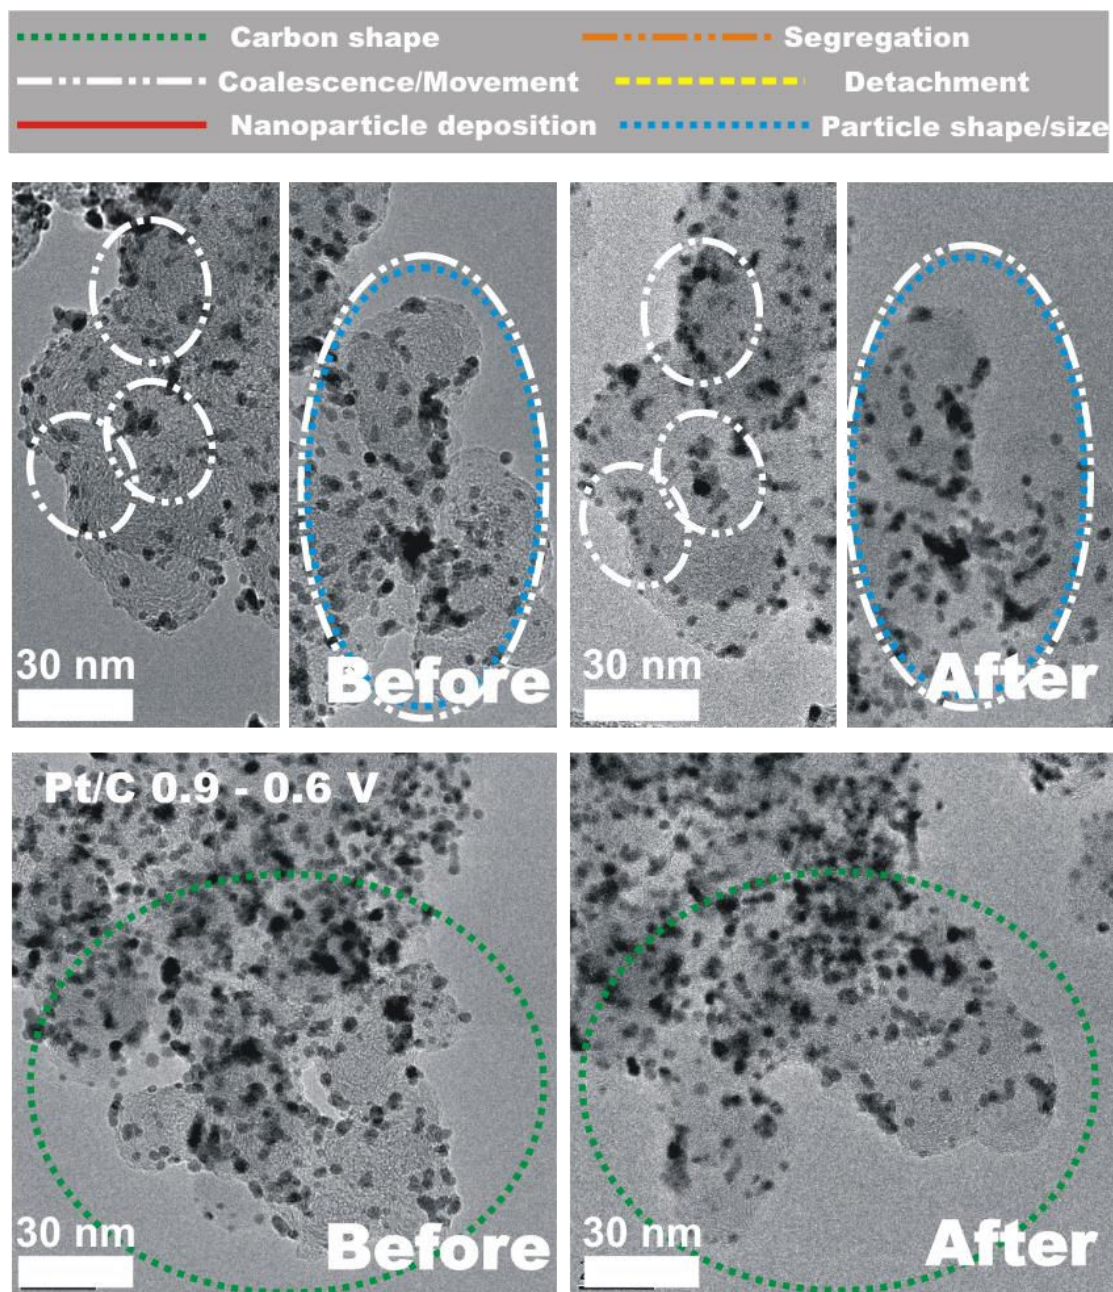 Carbon shape
Segregation
Coalescence/Movement
Detachment
Nanoparticle deposition
Particle shape/size
30 nm
Before
30 nm
After
Pt/C 0.9 - 0.6 V
30 nm
Before
30 nm
After